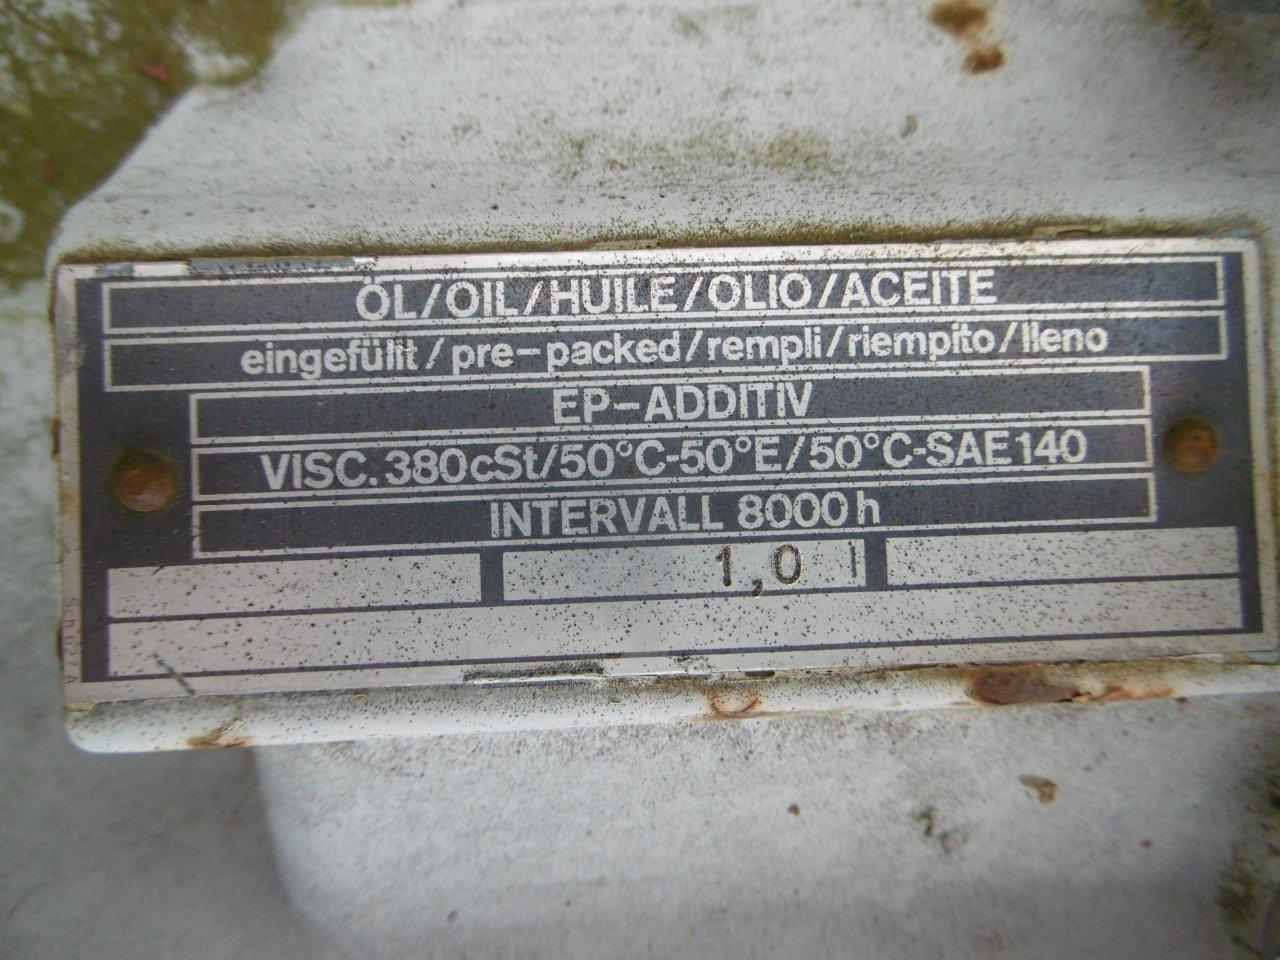 ÖL/OIL/HUILE/OLIO/ACEITE
eingefüllt/pre-packed/rempli/riempito/lleno
EP-ADDITIV
VISC. 380cSt/50°C-50°E/50°C-SAE140
INTERVALL 8000h
1,0 l